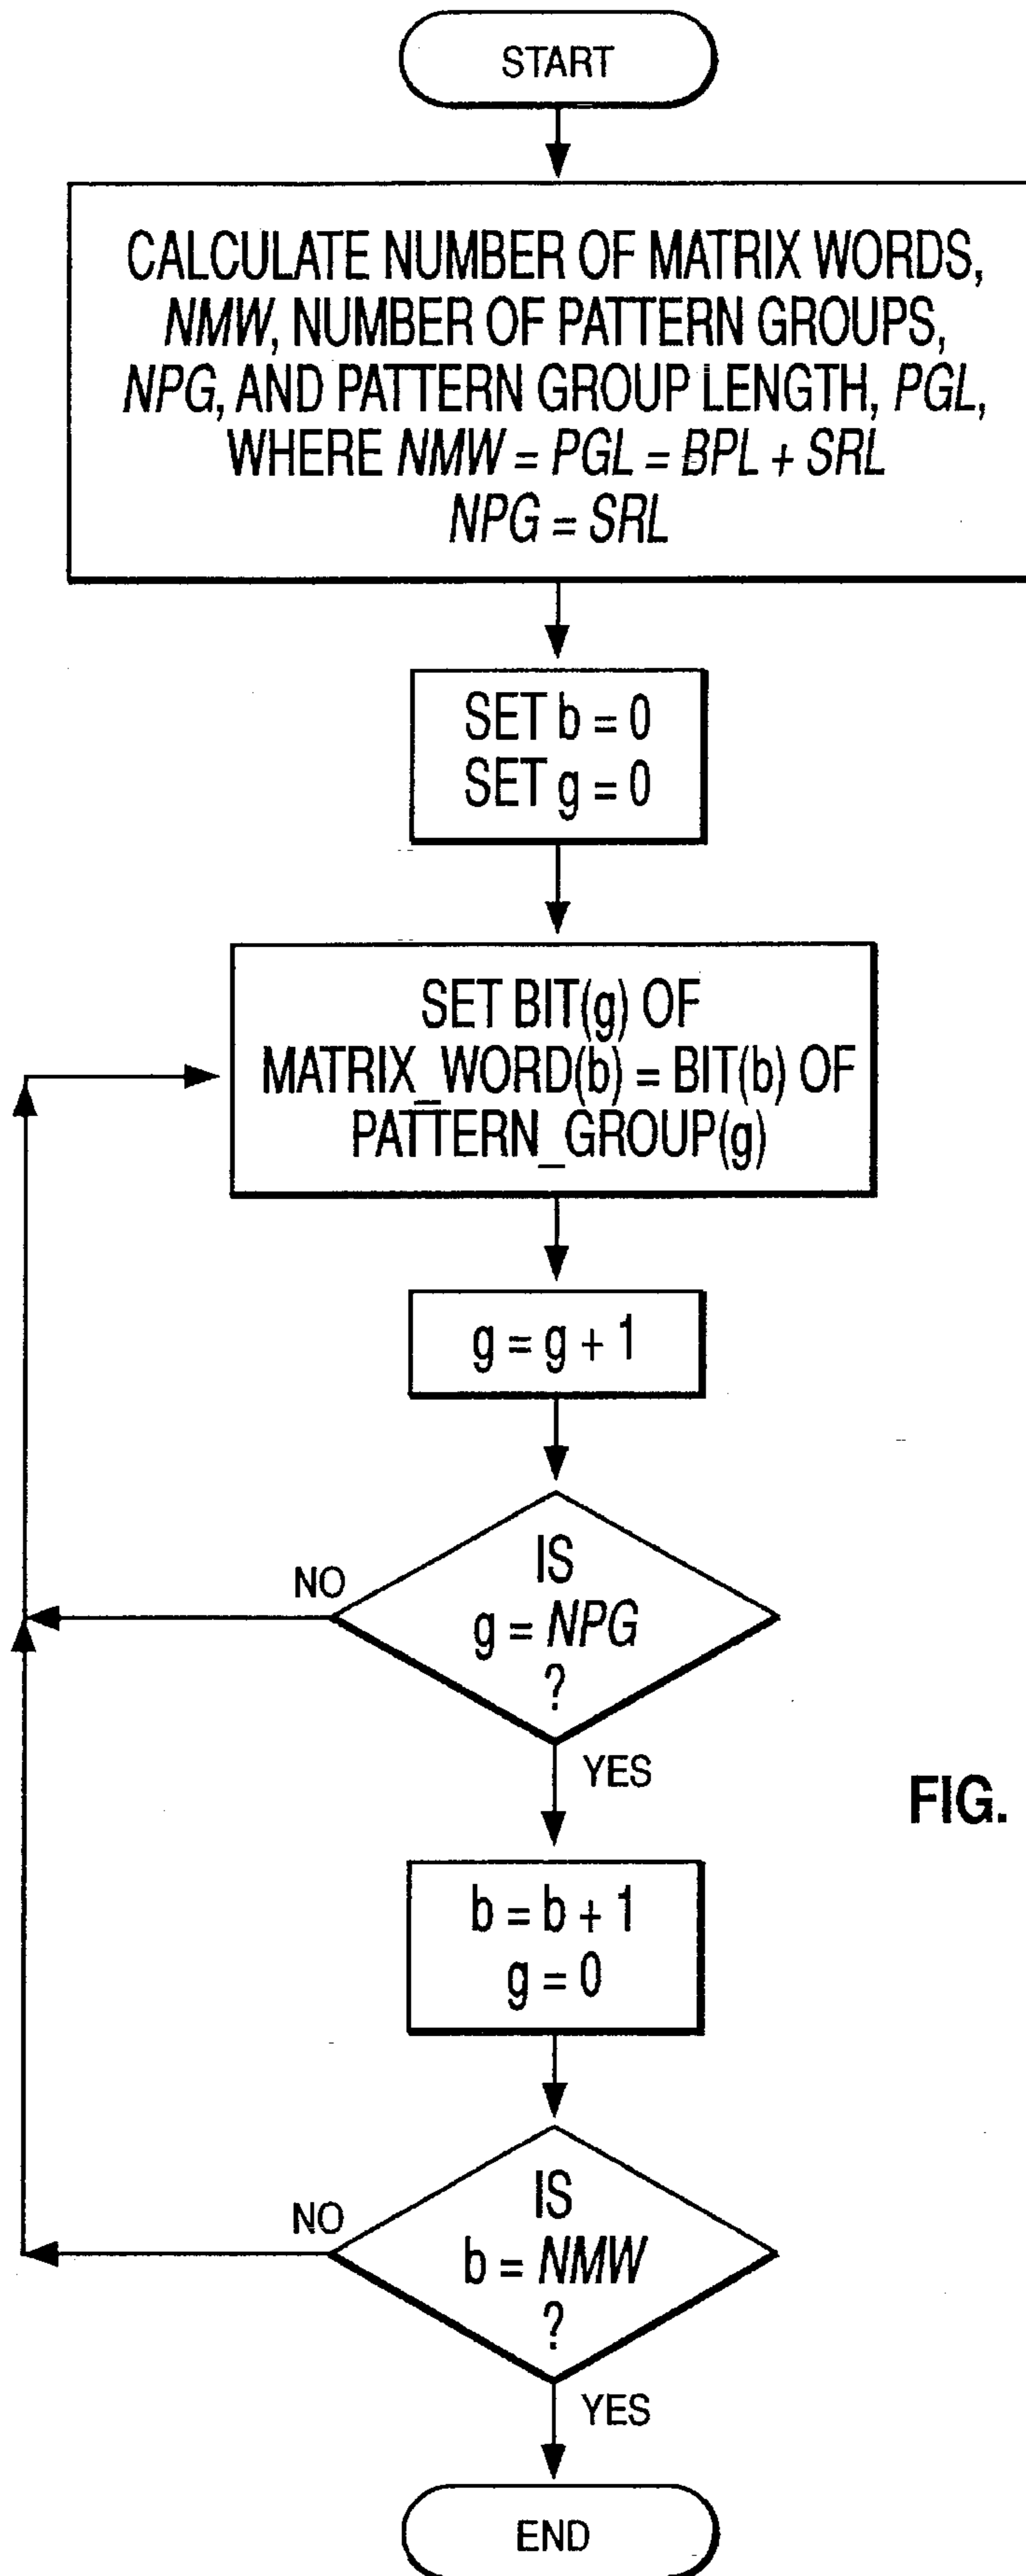 START
CALCULATE NUMBER OF MATRIX WORDS,
NMW, NUMBER OF PATTERN GROUPS,
NPG, AND PATTERN GROUP LENGTH, PGL,
WHERE NMW = PGL = BPL + SRL
NPG = SRL
SET b = 0
SET g = 0
SET BIT(g) OF
MATRIX_WORD(b) = BIT(b) OF
PATTERN_GROUP(g)
g = g + 1
IS
g = NPG
?
NO
YES
FIG.
b = b + 1
g = 0
IS
b = NMW
?
NO
YES
END